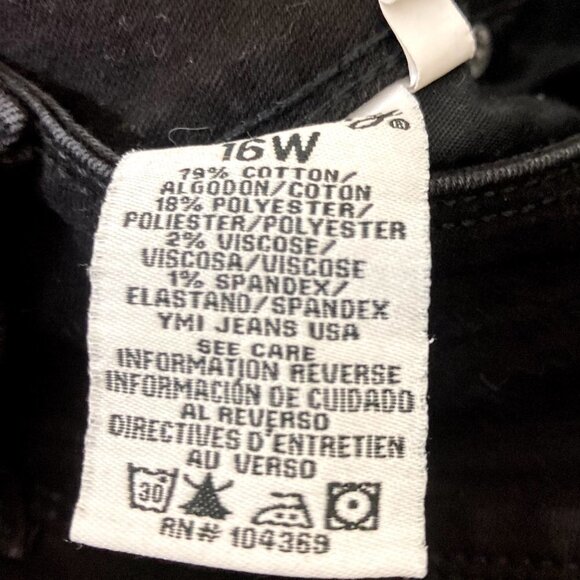 16W
79% COTTON/
ALGODON/COTON
18% POLYESTER/
POLIESTER/POLYESTER
2% VISCOSE/
VISCOSA/VISCOSE
1% SPANDEX/
ELASTAND/SPANDEX
YMI JEANS USA
SEE CARE
INFORMATION REVERSE
INFORMACIÓN DE CUIDADO
AL REVERSO
DIRECTIVES D'ENTRETIEN
AU VERSO
30
RN# 104369